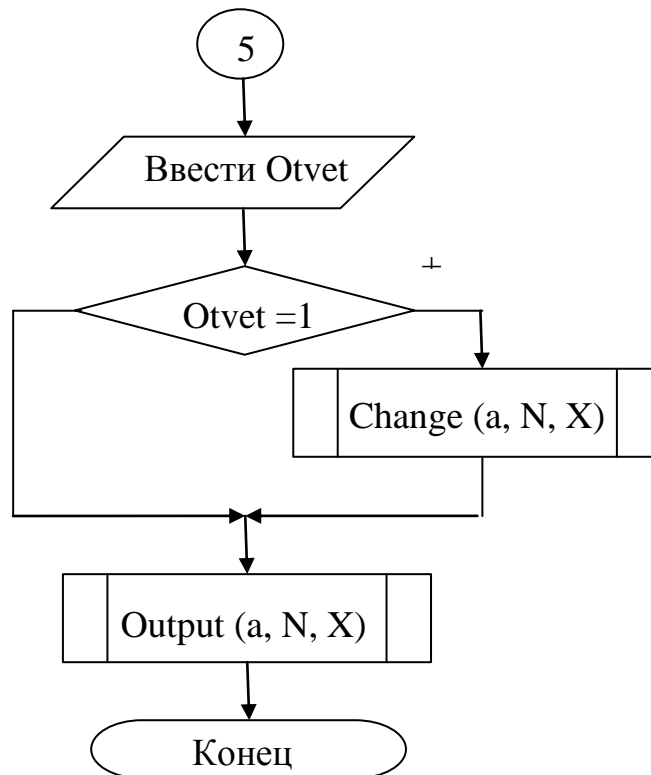 5
Ввести Otvet
+
Otvet =1
Change (a, N, X)
Output (a, N, X)
Конец